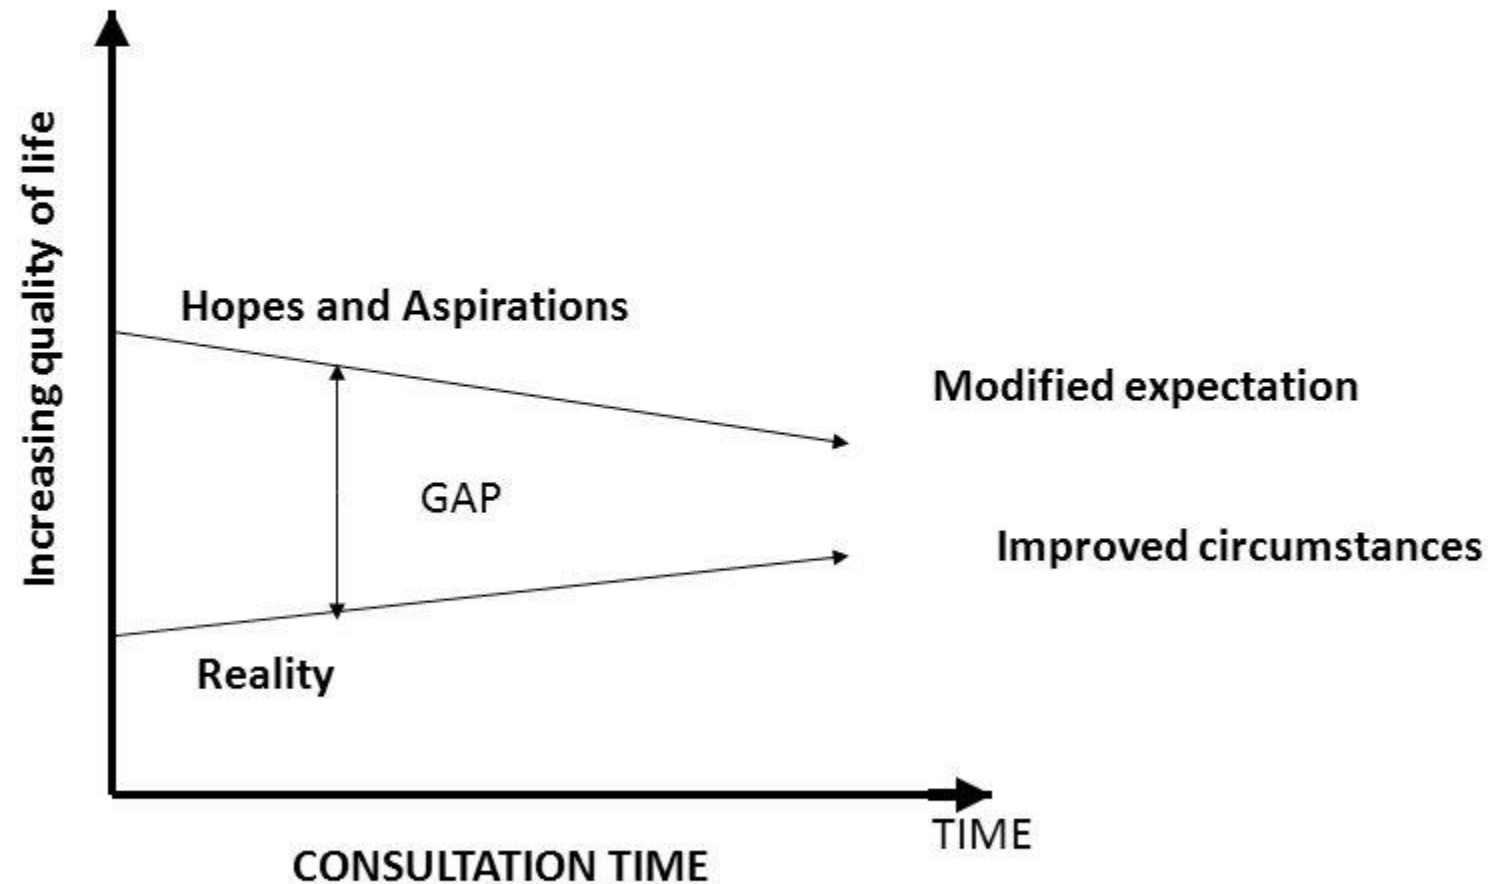 Increasing quality of life
Hopes and Aspirations
Modified expectation
GAP
Improved circumstances
Reality
TIME
CONSULTATION TIME